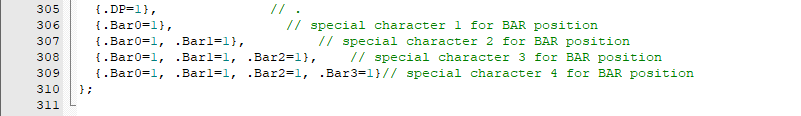 305 {.DP=1}, // .
306 {.Bar0=1}, // special character 1 for BAR position
307 {.Bar0=1, .Bar1=1}, // special character 2 for BAR position
308 {.Bar0=1, .Bar1=1, .Bar2=1}, // special character 3 for BAR position
309 {.Bar0=1, .Bar1=1, .Bar2=1, .Bar3=1}// special character 4 for BAR position
310 };
311